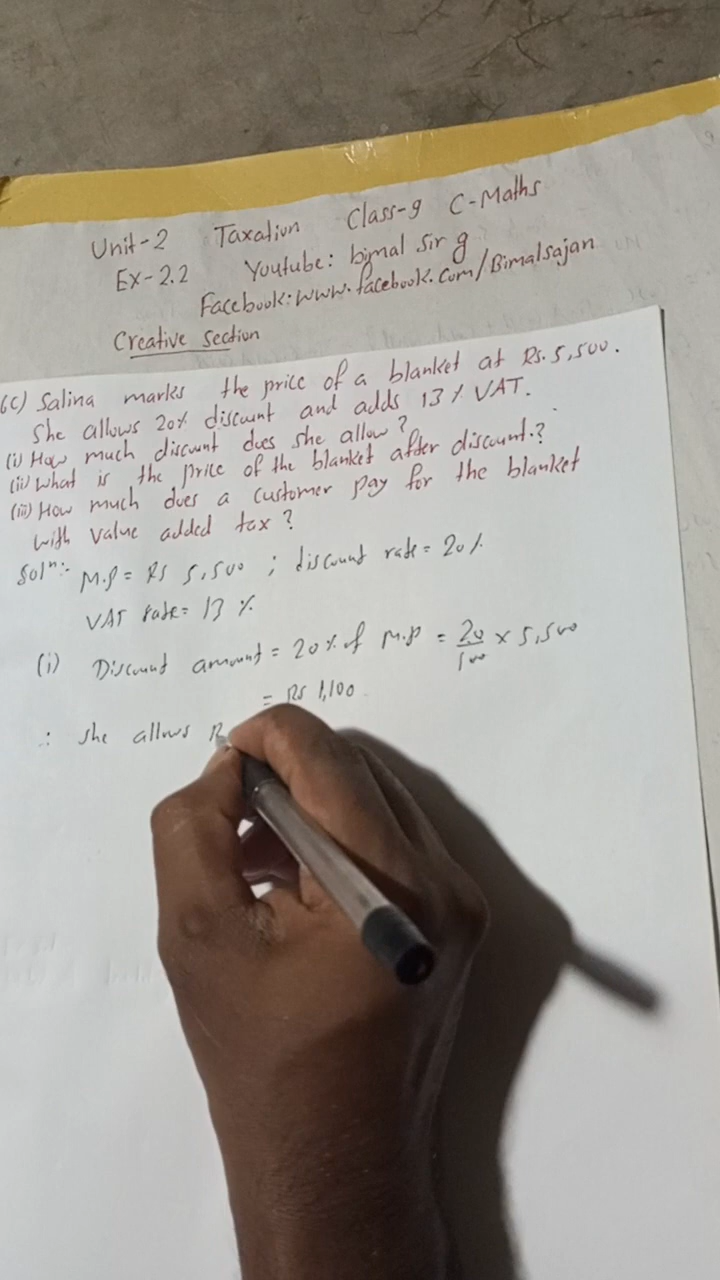 Unit-2 Taxation Class-9 C-Maths
Ex-2.2 Youtube: bimal sir g
Facebook: www.facebook.com/Bimalsajan
Creative section
6C) Salina marks the price of a blanket at Rs. 5,500.
She allows 20% discount and adds 13% VAT.
(i) How much discount does she allow?
(ii) What is the price of the blanket after discount.?
(iii) How much does a customer pay for the blanket
with value added tax?
Solⁿ:- M.P = RS 5,500 ; discount rate = 20%
VAT rate = 13 %
(i) Discount amount = 20% of M.P = 20/100 × 5,500
= RS 1,100
∴ she allows R